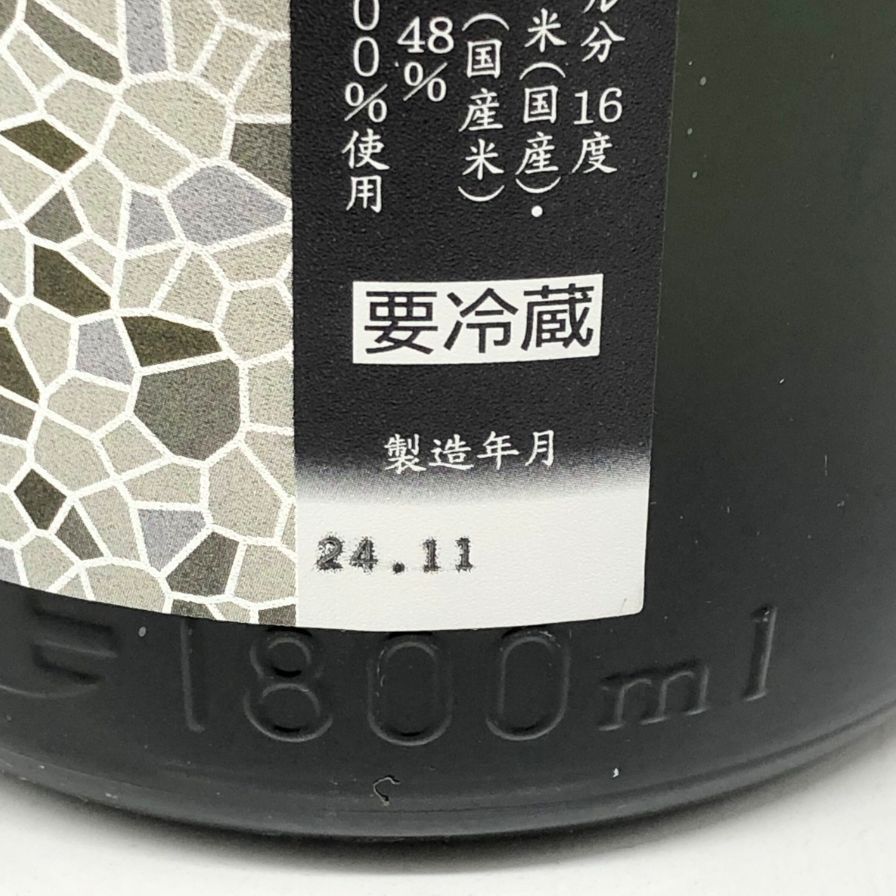 ル分 16度
米(国産)・
(国産米)
48%
00%使用
要冷蔵
製造年月
24.11
1800ml